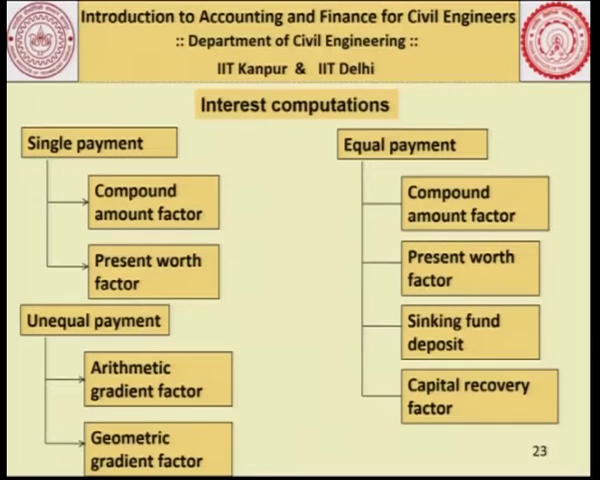 Introduction to Accounting and Finance for Civil Engineers
:: Department of Civil Engineering ::
IIT Kanpur & IIT Delhi
Interest computations
Single payment
Compound
amount factor
Present worth
factor
Unequal payment
Arithmetic
gradient factor
Geometric
gradient factor
Equal payment
Compound
amount factor
Present worth
factor
Sinking fund
deposit
Capital recovery
factor
23